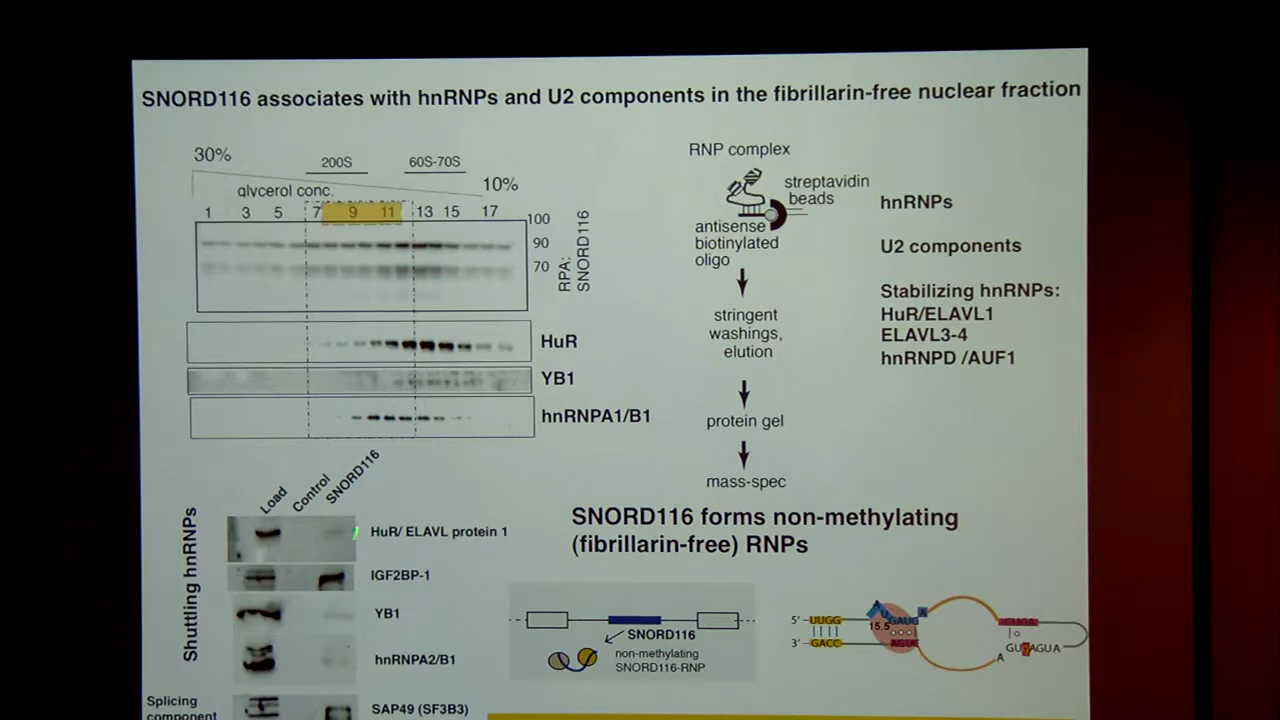 SNORD116 associates with hnRNPs and U2 components in the fibrillarin-free nuclear fraction
30%
200S
60S-70S
glycerol conc.
10%
1 3 5 7 9 11 13 15 17
100
90
70
RPA:
SNORD116
HuR
YB1
hnRNPA1/B1
RNP complex
streptavidin
beads
antisense
biotinylated
oligo
stringent
washings,
elution
protein gel
mass-spec
hnRNPs
U2 components
Stabilizing hnRNPs:
HuR/ELAVL1
ELAVL3-4
hnRNPD /AUF1
Load
Control
SNORD116
Shuttling hnRNPs
HuR/ ELAVL protein 1
IGF2BP-1
YB1
hnRNPA2/B1
Splicing
component
SAP49 (SF3B3)
SNORD116 forms non-methylating
(fibrillarin-free) RNPs
SNORD116
non-methylating
SNORD116-RNP
5'
UUGG
A
U
GAUG
A
15.5
3'
GACC
AGU
A